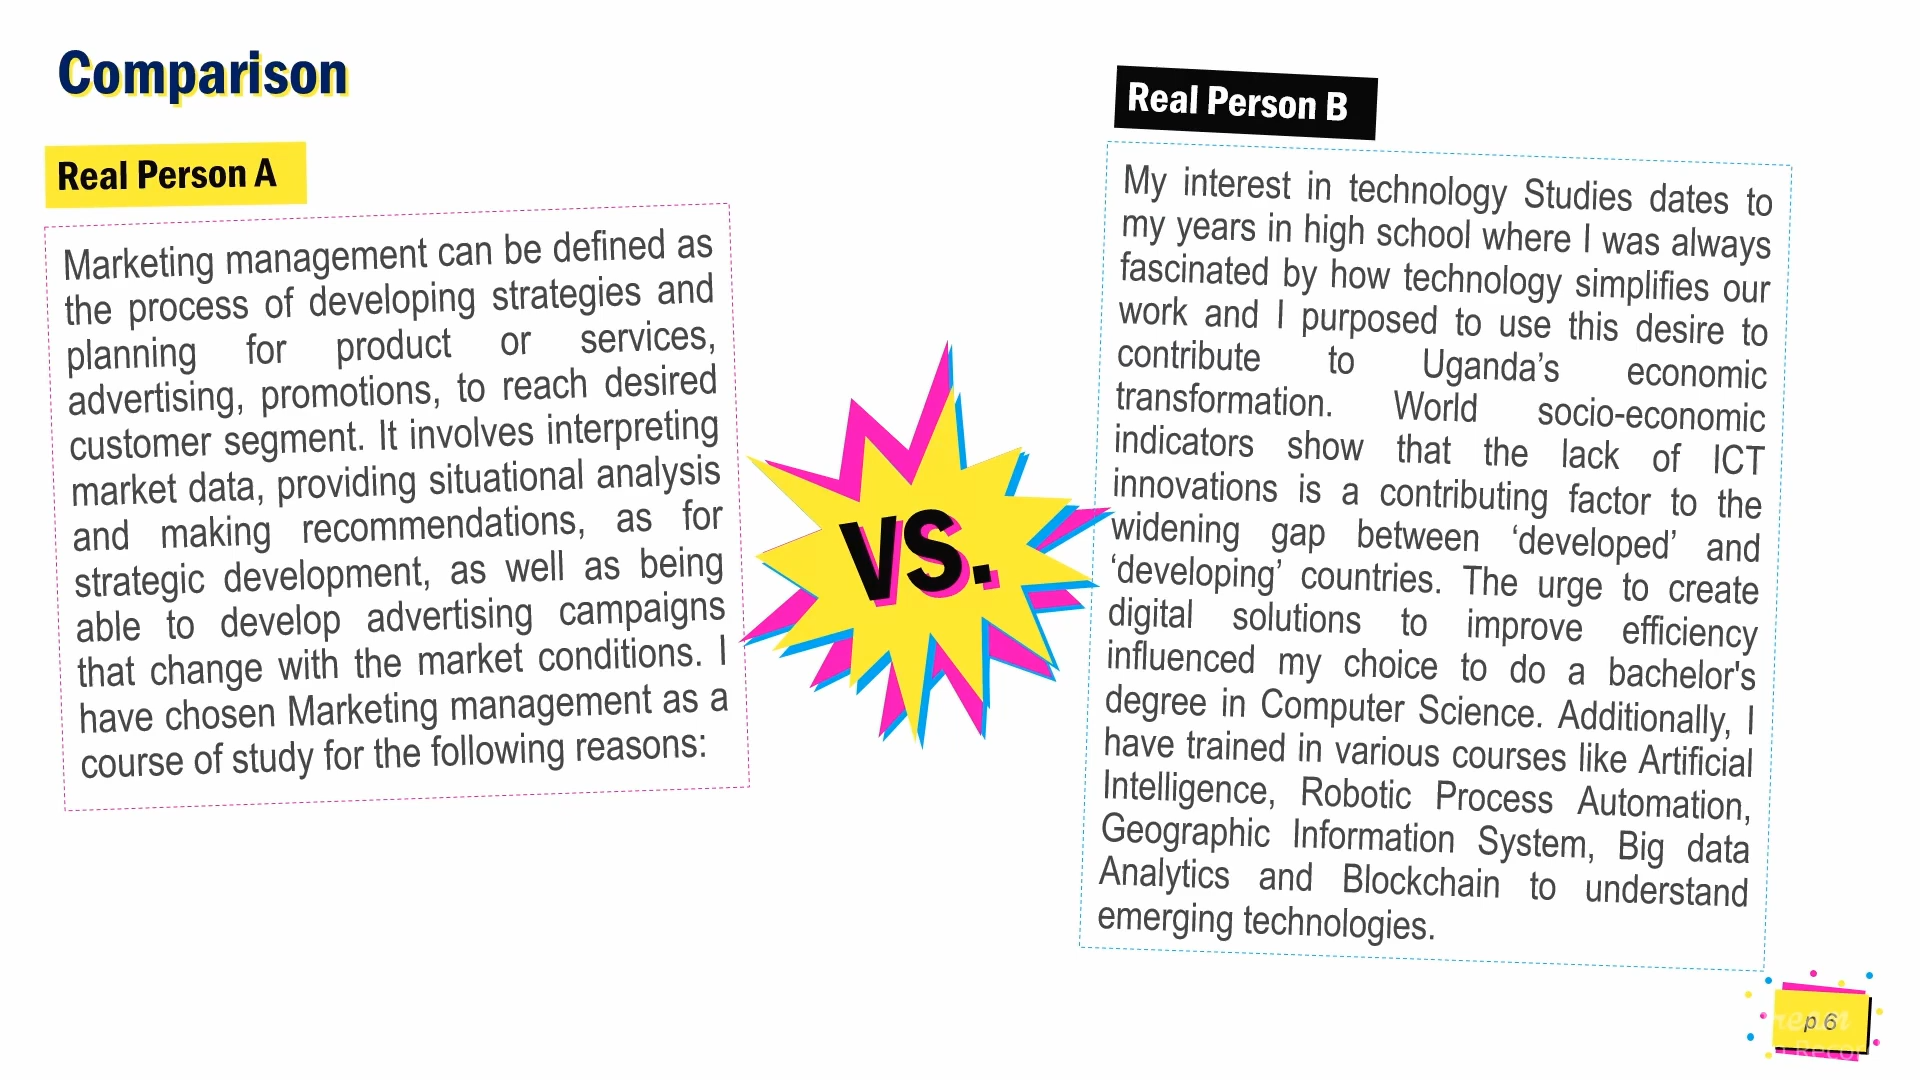 Comparison
Real Person A
Marketing management can be defined as
the process of developing strategies and
planning for product or services,
advertising, promotions, to reach desired
customer segment. It involves interpreting
market data, providing situational analysis
and making recommendations, as for
strategic development, as well as being
able to develop advertising campaigns
that change with the market conditions. I
have chosen Marketing management as a
course of study for the following reasons:
VS.
Real Person B
My interest in technology Studies dates to
my years in high school where I was always
fascinated by how technology simplifies our
work and I purposed to use this desire to
contribute to Uganda’s economic
transformation. World socio-economic
indicators show that the lack of ICT
innovations is a contributing factor to the
widening gap between ‘developed’ and
‘developing’ countries. The urge to create
digital solutions to improve efficiency
influenced my choice to do a bachelor's
degree in Computer Science. Additionally, I
have trained in various courses like Artificial
Intelligence, Robotic Process Automation,
Geographic Information System, Big data
Analytics and Blockchain to understand
emerging technologies.
p 6